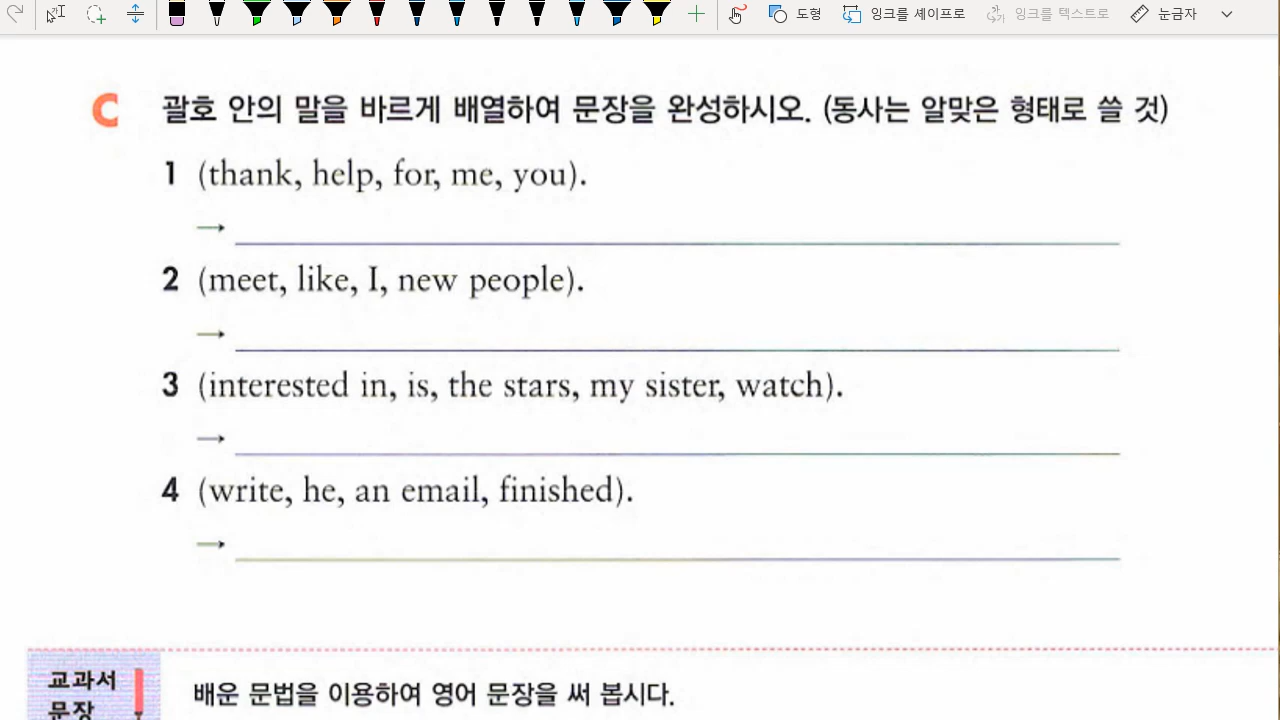 도형 잉크를 셰이프로 잉크를 텍스트로 눈금자
C 괄호 안의 말을 바르게 배열하여 문장을 완성하시오. (동사는 알맞은 형태로 쓸 것)
1 (thank, help, for, me, you).
→
2 (meet, like, I, new people).
→
3 (interested in, is, the stars, my sister, watch).
→
4 (write, he, an email, finished).
→
교과서
문장
배운 문법을 이용하여 영어 문장을 써 봅시다.